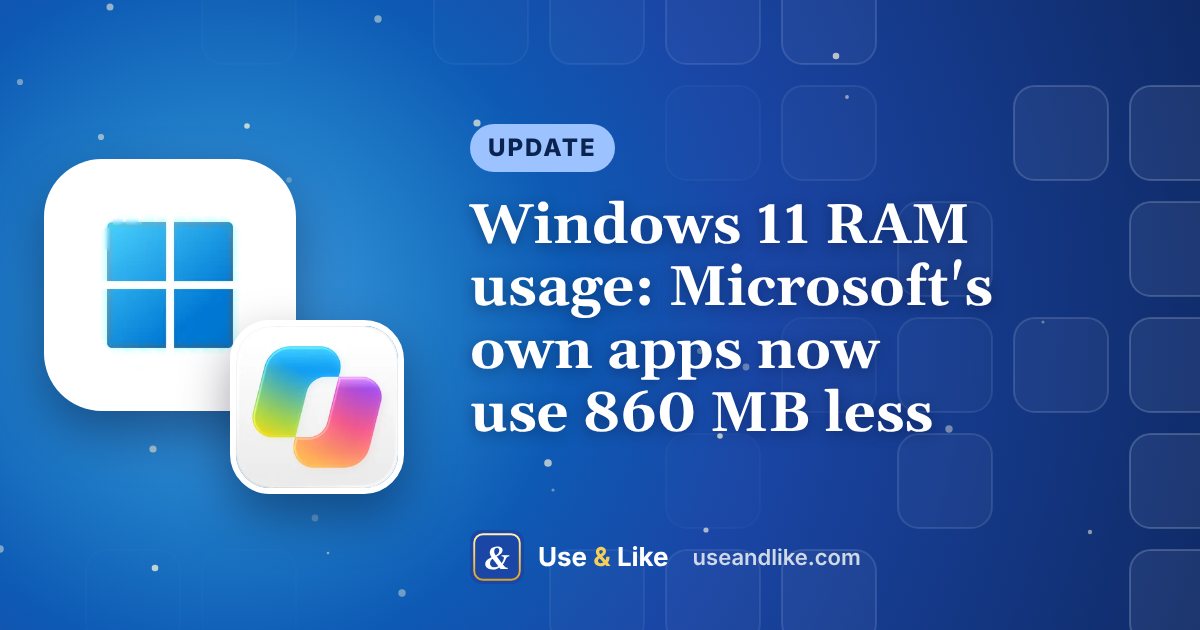 UPDATE
Windows 11 RAM
usage: Microsoft's
own apps now
use 860 MB less
& Use & Like useandlike.com